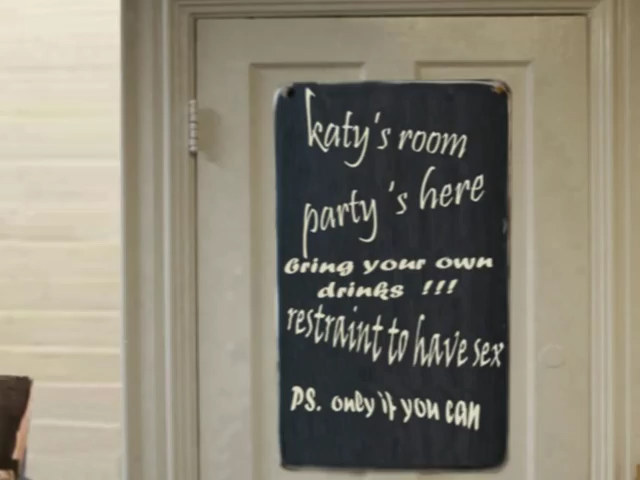 katy's room
party 's here
Bring your own
drinks !!!
restraint to have sex
PS. only if you can